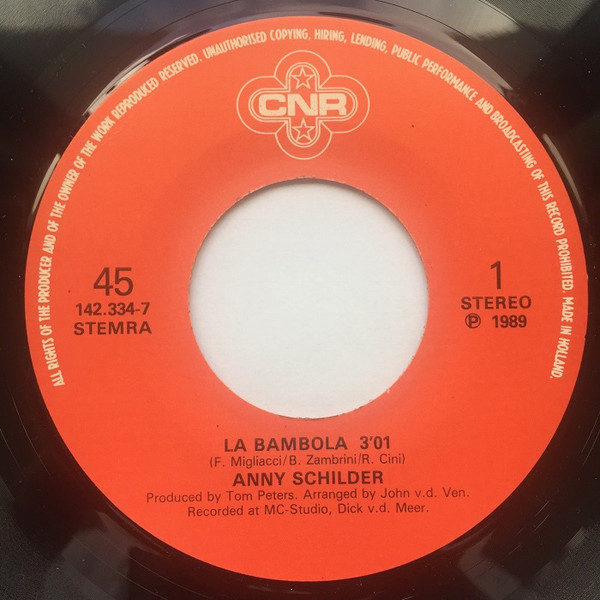 ALL RIGHTS OF THE PRODUCER AND OF THE OWNER OF THE WORK REPRODUCED RESERVED. UNAUTHORISED COPYING, HIRING, LENDING, PUBLIC PERFORMANCE AND BROADCASTING OF THIS RECORD PROHIBITED. MADE IN HOLLAND.
CNR
45
142.334-7
STEMRA
1
STEREO
℗ 1989
LA BAMBOLA 3'01
(F. Migliacci/B. Zambrini/R. Cini)
ANNY SCHILDER
Produced by Tom Peters. Arranged by John v.d. Ven.
Recorded at MC-Studio, Dick v.d. Meer.